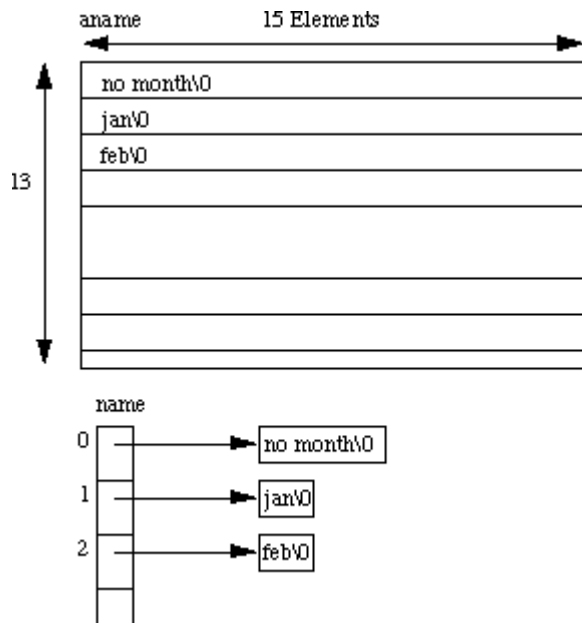 aname 15 Elements
no month\0
jan\0
feb\0
13
name
0 no month\0
1 jan\0
2 feb\0